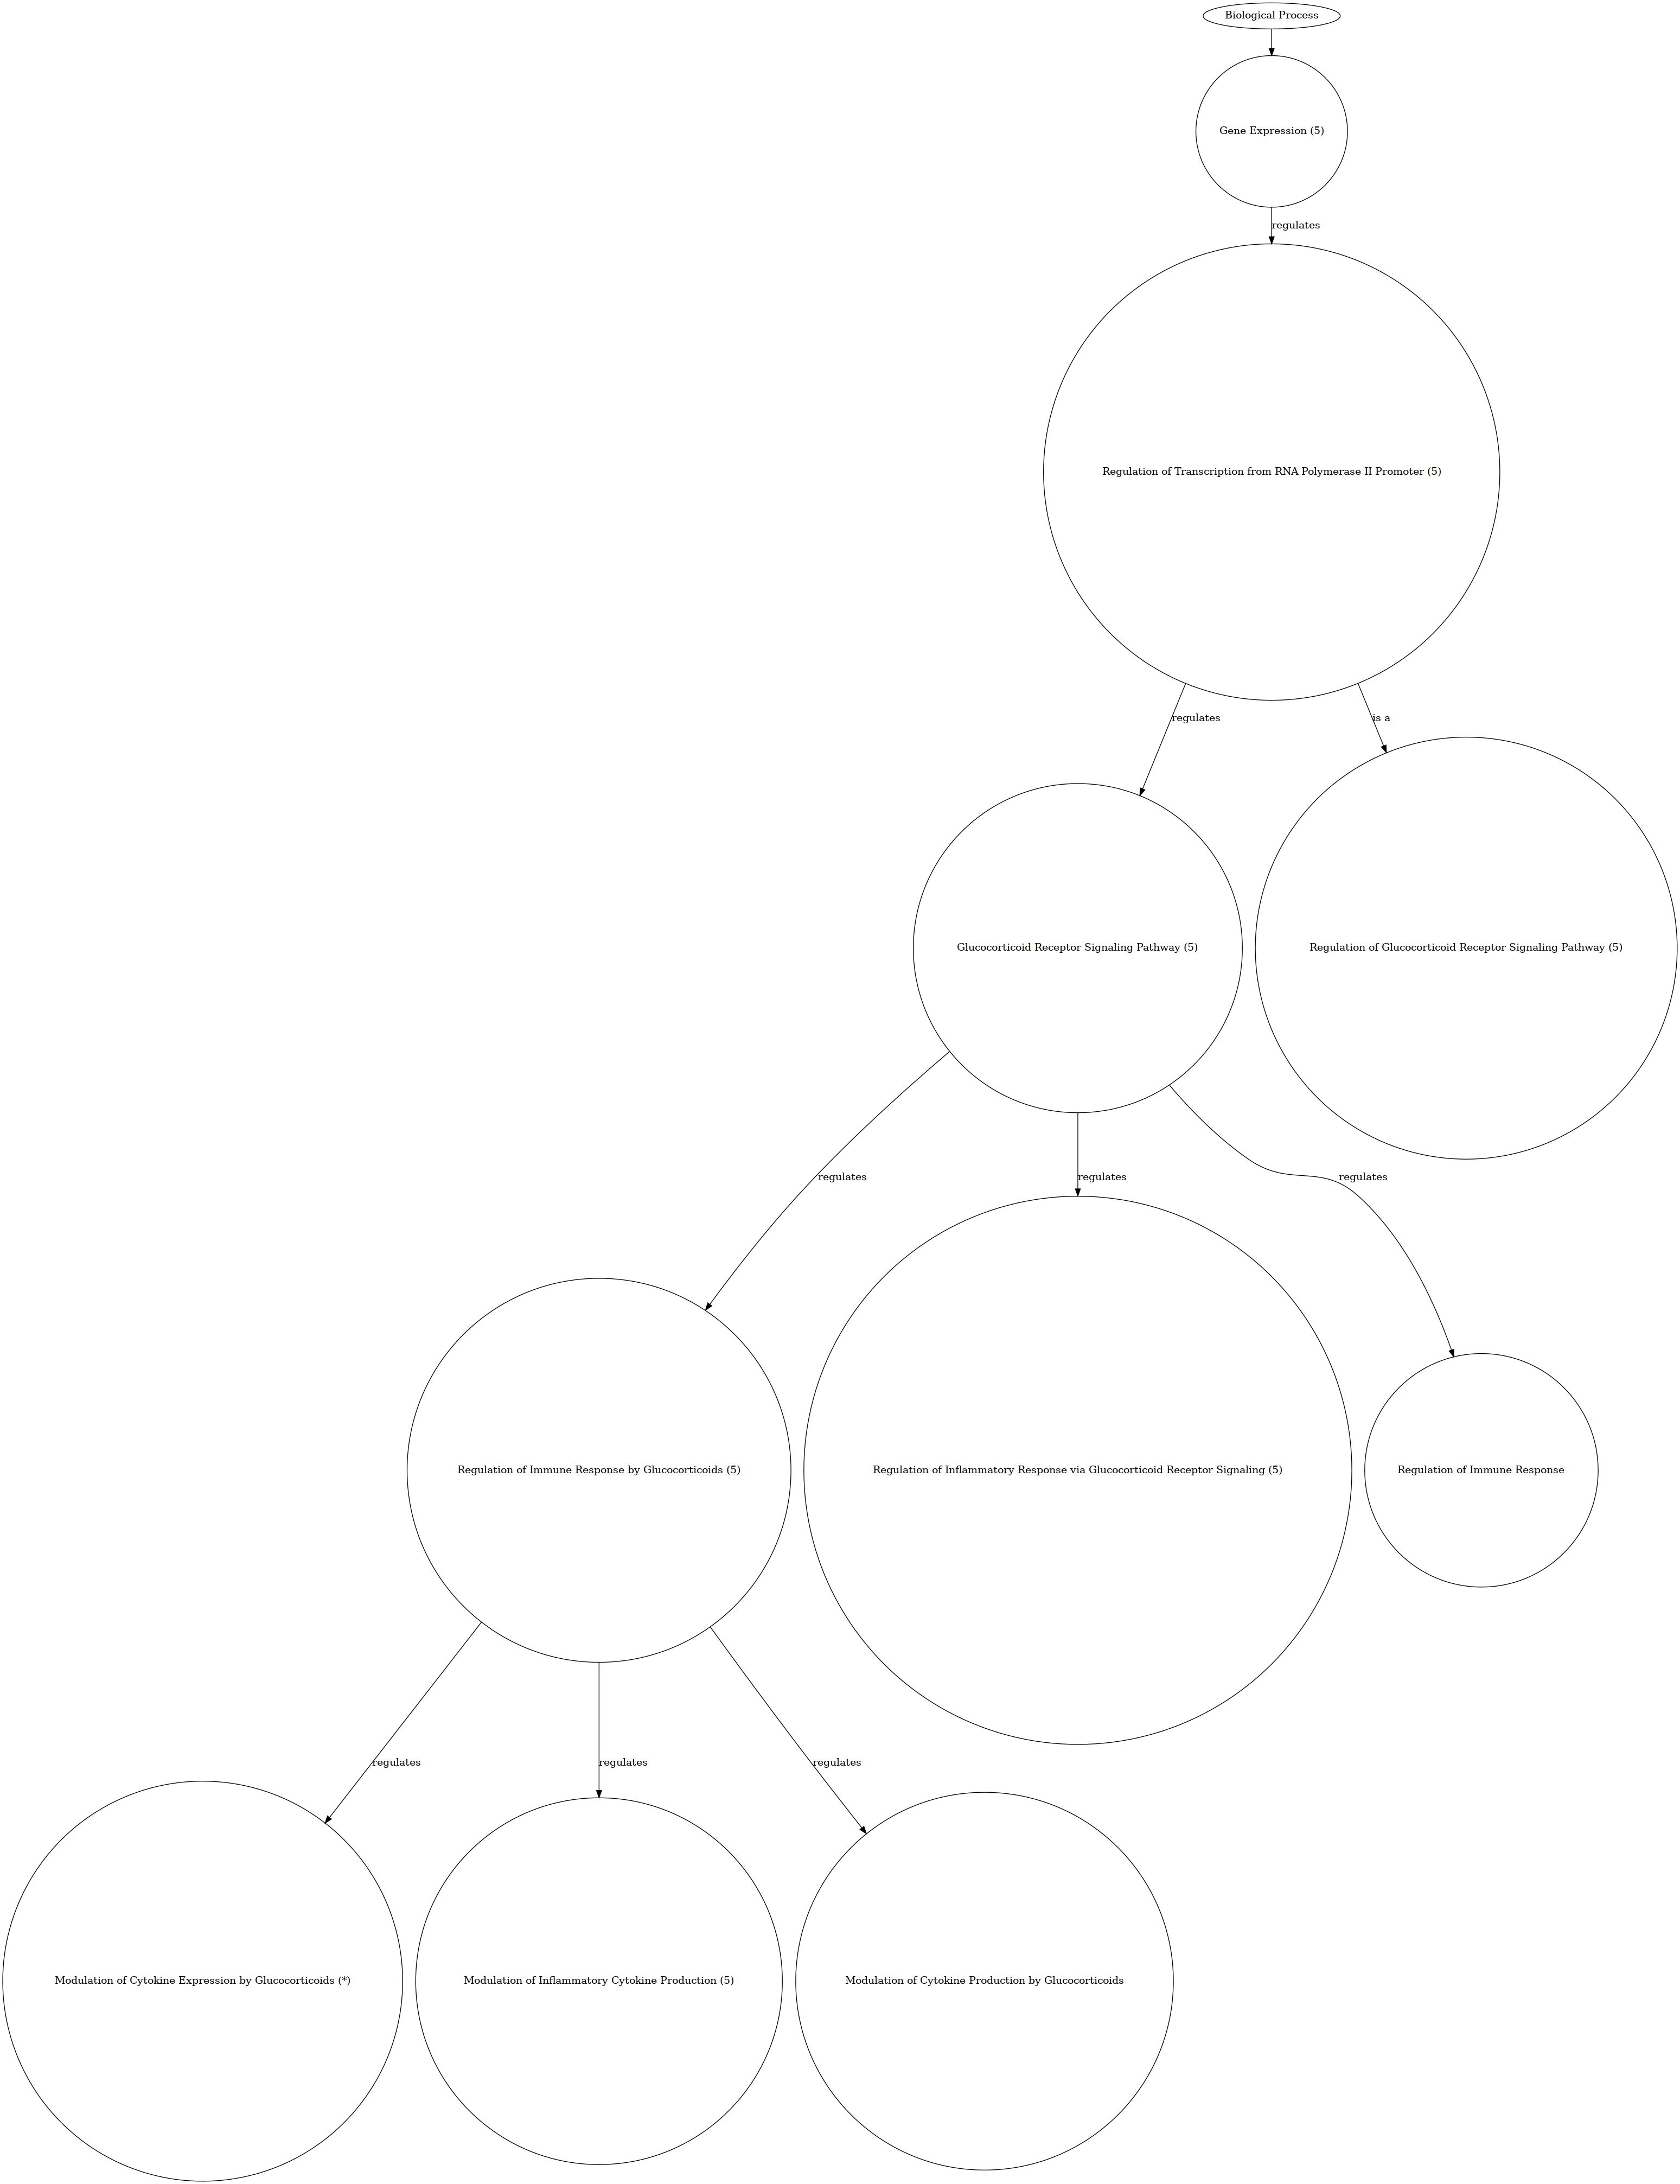 Biological Process
Gene Expression (5)
regulates
Regulation of Transcription from RNA Polymerase II Promoter (5)
regulates
is a
Glucocorticoid Receptor Signaling Pathway (5)
Regulation of Glucocorticoid Receptor Signaling Pathway (5)
regulates
regulates
regulates
Regulation of Immune Response by Glucocorticoids (5)
Regulation of Inflammatory Response via Glucocorticoid Receptor Signaling (5)
Regulation of Immune Response
regulates
regulates
regulates
Modulation of Cytokine Expression by Glucocorticoids (*)
Modulation of Inflammatory Cytokine Production (5)
Modulation of Cytokine Production by Glucocorticoids